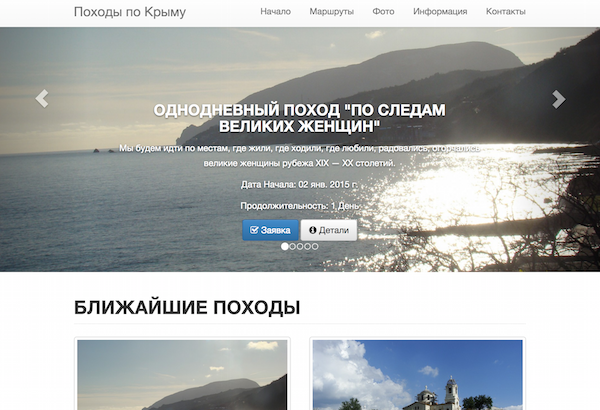 Походы по Крыму Начало Маршруты Фото Информация Контакты
ОДНОДНЕВНЫЙ ПОХОД "ПО СЛЕДАМ
ВЕЛИКИХ ЖЕНЩИН"
Мы будем идти по местам, где жили, где ходили, где любили, радовались, огорчались
великие женщины рубежа XIX — XX столетий.
Дата Начала: 02 янв. 2015 г.
Продолжительность: 1 День
Заявка Детали
БЛИЖАЙШИЕ ПОХОДЫ